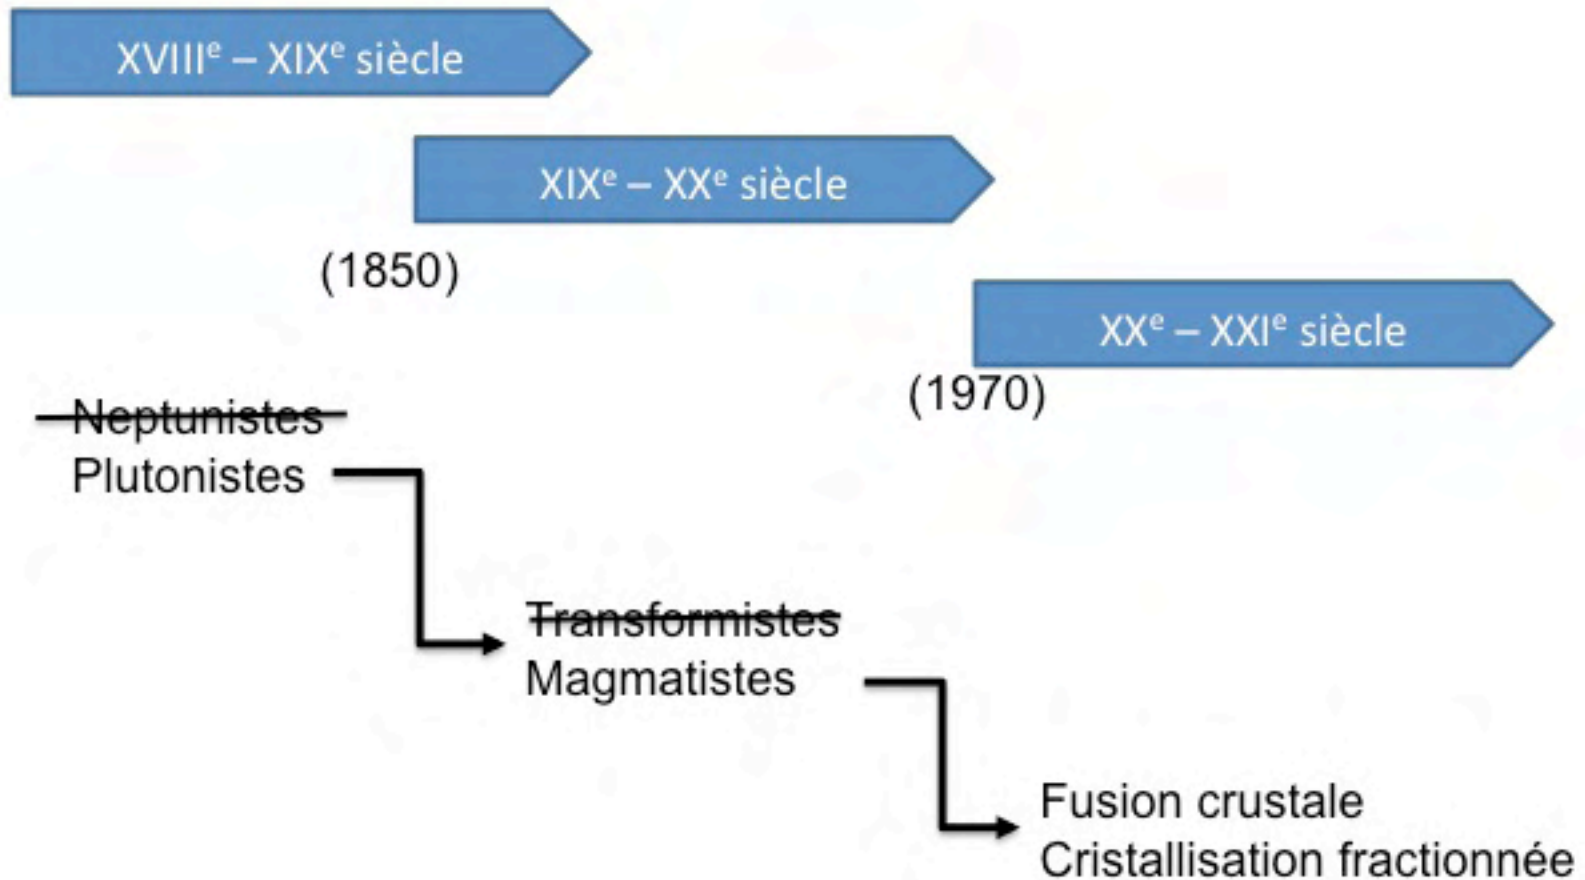 XVIIIᵉ – XIXᵉ siècle
XIXᵉ – XXᵉ siècle
(1850)
XXᵉ – XXIᵉ siècle
(1970)
Neptunistes
Plutonistes
Transformistes
Magmatistes
Fusion crustale
Cristallisation fractionnée